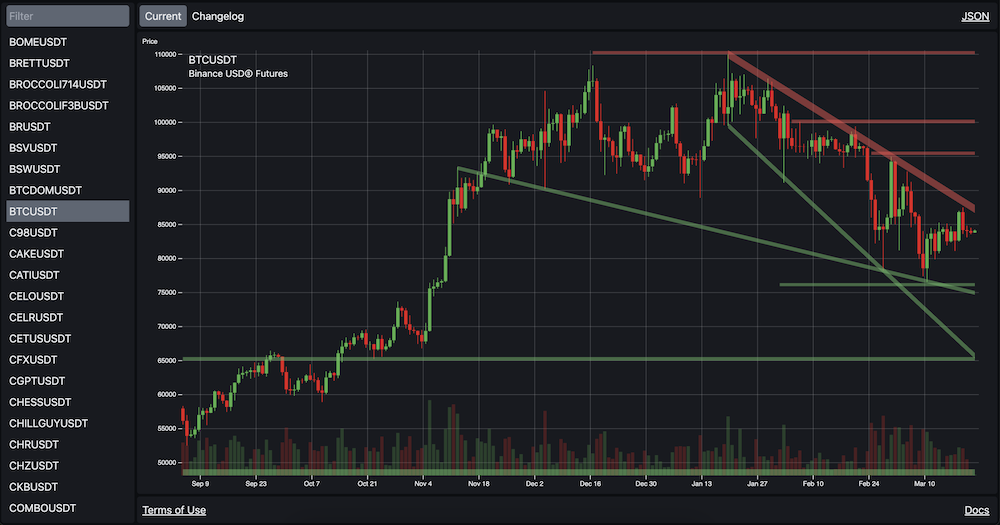 Filter
Current
Changelog
JSON
BOMEUSDT
BRETTUSDT
BROCCOLI714USDT
BROCCOLIF3BUSDT
BRUSDT
BSVUSDT
BSWUSDT
BTCDOMUSDT
BTCUSDT
C98USDT
CAKEUSDT
CATIUSDT
CELOUSDT
CELRUSDT
CETUSUSDT
CFXUSDT
CGPTUSDT
CHESSUSDT
CHILLGUYUSDT
CHRUSDT
CHZUSDT
CKBUSDT
COMBOUSDT
Price
BTCUSDT
Binance USD® Futures
110000
105000
100000
95000
90000
85000
80000
75000
70000
65000
60000
55000
50000
Sep 9
Sep 23
Oct 7
Oct 21
Nov 4
Nov 18
Dec 2
Dec 16
Dec 30
Jan 13
Jan 27
Feb 10
Feb 24
Mar 10
Terms of Use
Docs